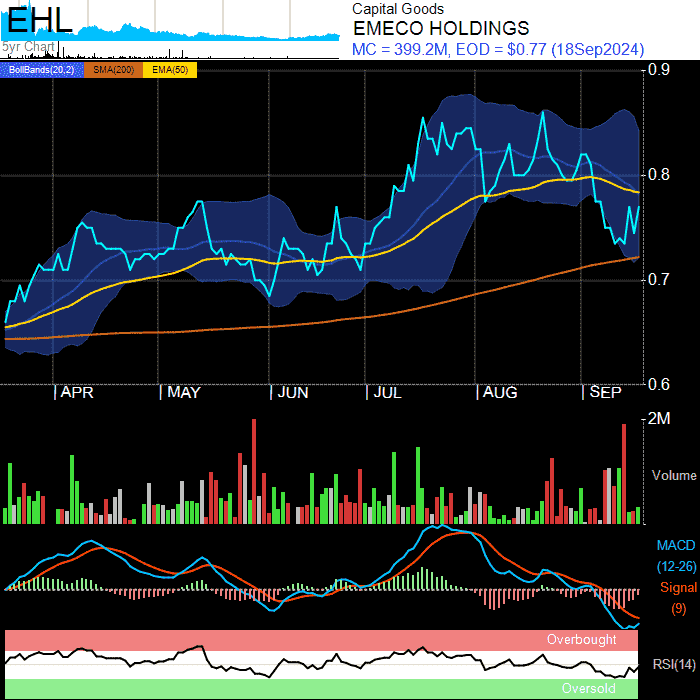 EHL
5yr Chart
Capital Goods
EMECO HOLDINGS
MC = 399.2M, EOD = $0.77 (18Sep2024)
BollBands(20,2) SMA(200) EMA(50)
0.9
0.8
0.7
0.6
APR MAY JUN JUL AUG SEP
2M
Volume
MACD
(12-26)
Signal
(9)
Overbought
RSI(14)
Oversold